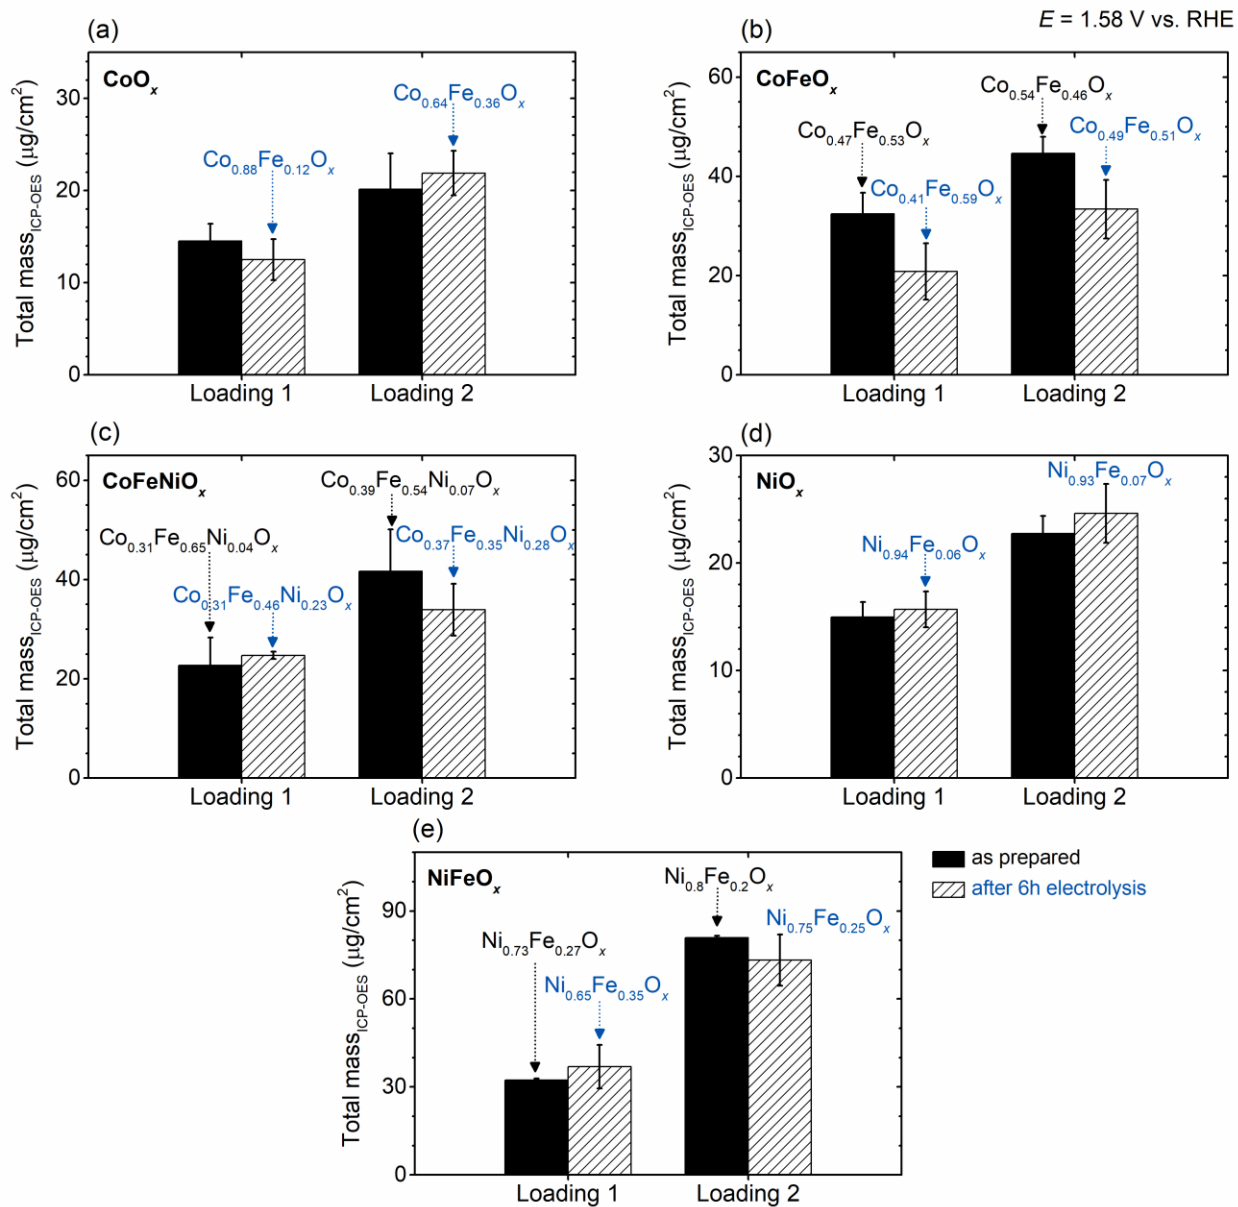 E = 1.58 V vs. RHE
(a)
CoOx
Co0.88Fe0.12Ox
Co0.64Fe0.36Ox
Total massICP-OES (µg/cm²)
30
20
10
0
Loading 1
Loading 2
(b)
CoFeOx
Co0.47Fe0.53Ox
Co0.41Fe0.59Ox
Co0.54Fe0.46Ox
Co0.49Fe0.51Ox
Total massICP-OES (µg/cm²)
60
40
20
0
Loading 1
Loading 2
(c)
CoFeNiOx
Co0.31Fe0.65Ni0.04Ox
Co0.31Fe0.46Ni0.23Ox
Co0.39Fe0.54Ni0.07Ox
Co0.37Fe0.35Ni0.28Ox
Total massICP-OES (µg/cm²)
60
40
20
0
Loading 1
Loading 2
(d)
NiOx
Ni0.94Fe0.06Ox
Ni0.93Fe0.07Ox
Total massICP-OES (µg/cm²)
30
20
10
0
Loading 1
Loading 2
(e)
NiFeOx
Ni0.73Fe0.27Ox
Ni0.65Fe0.35Ox
Ni0.8Fe0.2Ox
Ni0.75Fe0.25Ox
Total massICP-OES (µg/cm²)
90
60
30
0
Loading 1
Loading 2
as prepared
after 6h electrolysis